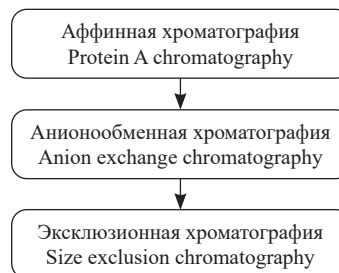 Аффинная хроматография
Protein A chromatography
Анионообменная хроматография
Anion exchange chromatography
Эксклюзионная хроматография
Size exclusion chromatography